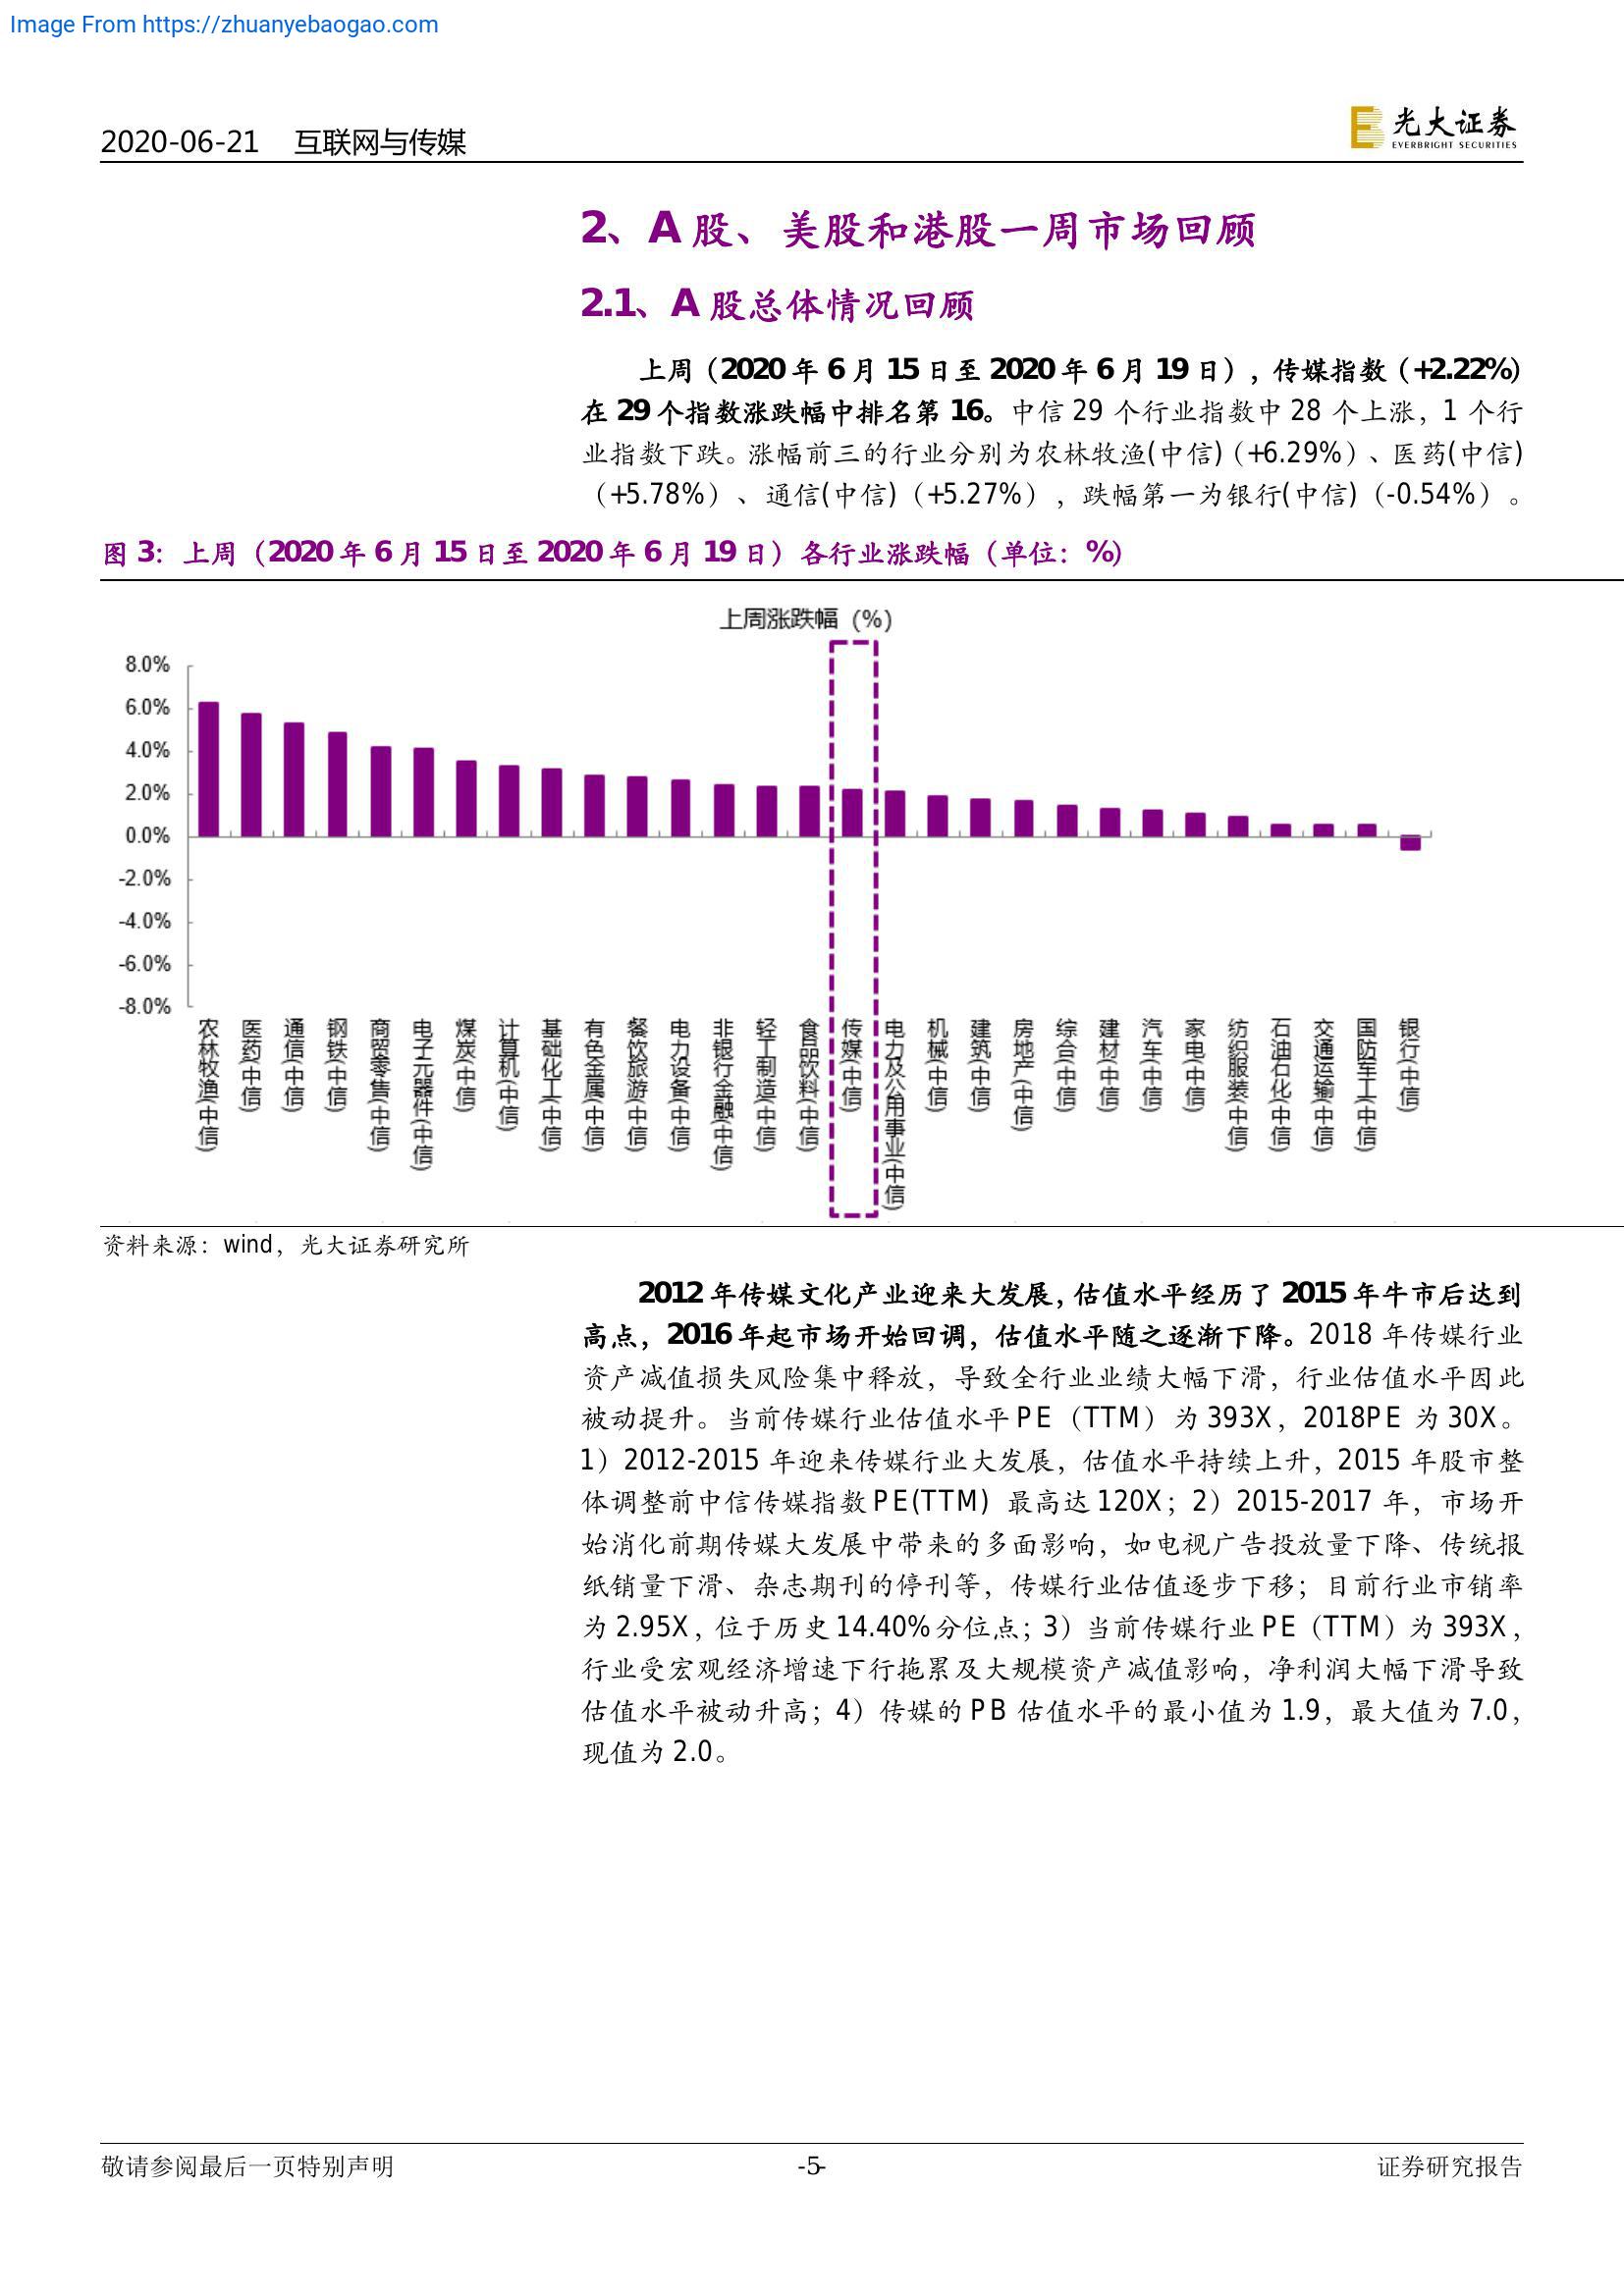 Image From https://zhuanyebaogao.com
2020-06-21 互联网与传媒
光大证券
EVERBRIGHT SECURITIES
2、A 股、美股和港股一周市场回顾
2.1、A 股总体情况回顾
上周（2020 年 6 月 15 日至 2020 年 6 月 19 日），传媒指数（+2.22%）
在 29 个指数涨跌幅中排名第 16。中信 29 个行业指数中 28 个上涨，1 个行
业指数下跌。涨幅前三的行业分别为农林牧渔(中信)（+6.29%）、医药(中信)
（+5.78%）、通信(中信)（+5.27%），跌幅第一为银行(中信)（-0.54%）。
图 3：上周（2020 年 6 月 15 日至 2020 年 6 月 19 日）各行业涨跌幅（单位：%）
上周涨跌幅（%）
8.0%
6.0%
4.0%
2.0%
0.0%
-2.0%
-4.0%
-6.0%
-8.0%
农林牧渔(中信)
医药(中信)
通信(中信)
钢铁(中信)
商贸零售(中信)
电子元器件(中信)
煤炭(中信)
计算机(中信)
基础化工(中信)
有色金属(中信)
餐饮旅游(中信)
电力设备(中信)
非银行金融(中信)
轻工制造(中信)
食品饮料(中信)
传媒(中信)
电力及公用事业(中信)
机械(中信)
建筑(中信)
房地产(中信)
综合(中信)
建材(中信)
汽车(中信)
家电(中信)
纺织服装(中信)
石油石化(中信)
交通运输(中信)
国防军工(中信)
银行(中信)
资料来源：wind，光大证券研究所
2012 年传媒文化产业迎来大发展，估值水平经历了 2015 年牛市后达到
高点，2016 年起市场开始回调，估值水平随之逐渐下降。2018 年传媒行业
资产减值损失风险集中释放，导致全行业业绩大幅下滑，行业估值水平因此
被动提升。当前传媒行业估值水平 PE（TTM）为 393X，2018PE 为 30X。
1）2012-2015 年迎来传媒行业大发展，估值水平持续上升，2015 年股市整
体调整前中信传媒指数 PE(TTM) 最高达 120X；2）2015-2017 年，市场开
始消化前期传媒大发展中带来的多面影响，如电视广告投放量下降、传统报
纸销量下滑、杂志期刊的停刊等，传媒行业估值逐步下移；目前行业市销率
为 2.95X，位于历史 14.40%分位点；3）当前传媒行业 PE（TTM）为 393X，
行业受宏观经济增速下行拖累及大规模资产减值影响，净利润大幅下滑导致
估值水平被动升高；4）传媒的 PB 估值水平的最小值为 1.9，最大值为 7.0，
现值为 2.0。
敬请参阅最后一页特别声明
-5-
证券研究报告